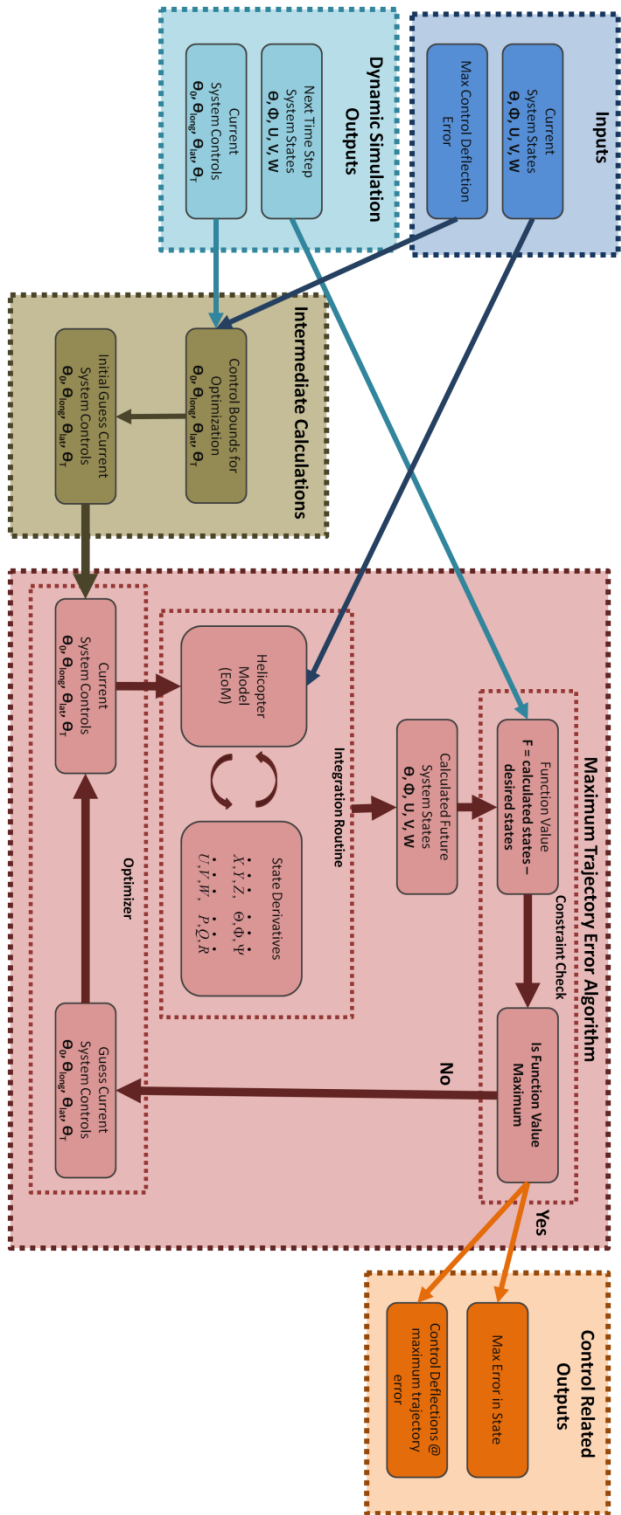 Inputs
Current
System States
Θ, Φ, U, V, W
Max Control Deflection
Error
Dynamic Simulation
Outputs
Next Time Step
System States
Θ, Φ, U, V, W
Current
System Controls
Θ₀, Θlong, Θlat, ΘT
Intermediate Calculations
Control Bounds for
Optimization
Θ₀, Θlong, Θlat, ΘT
Initial Guess Current
System Controls
Θ₀, Θlong, Θlat, ΘT
Maximum Trajectory Error Algorithm
Function Value
F = calculated states –
desired states
Constraint Check
Is Function Value
Maximum
Yes
No
Calculated Future
System States
Θ, Φ, U, V, W
Integration Routine
Helicopter
Model
(EoM)
State Derivatives
Ẋ,Ẏ,Ż, Θ̇,Φ̇,Ψ̇
U̇,V̇,Ẇ, Ṗ,Q̇,Ṙ
Optimizer
Current
System Controls
Θ₀, Θlong, Θlat, ΘT
Guess Current
System Controls
Θ₀, Θlong, Θlat, ΘT
Control Related
Outputs
Max Error in State
Control Deflections @
maximum trajectory
error